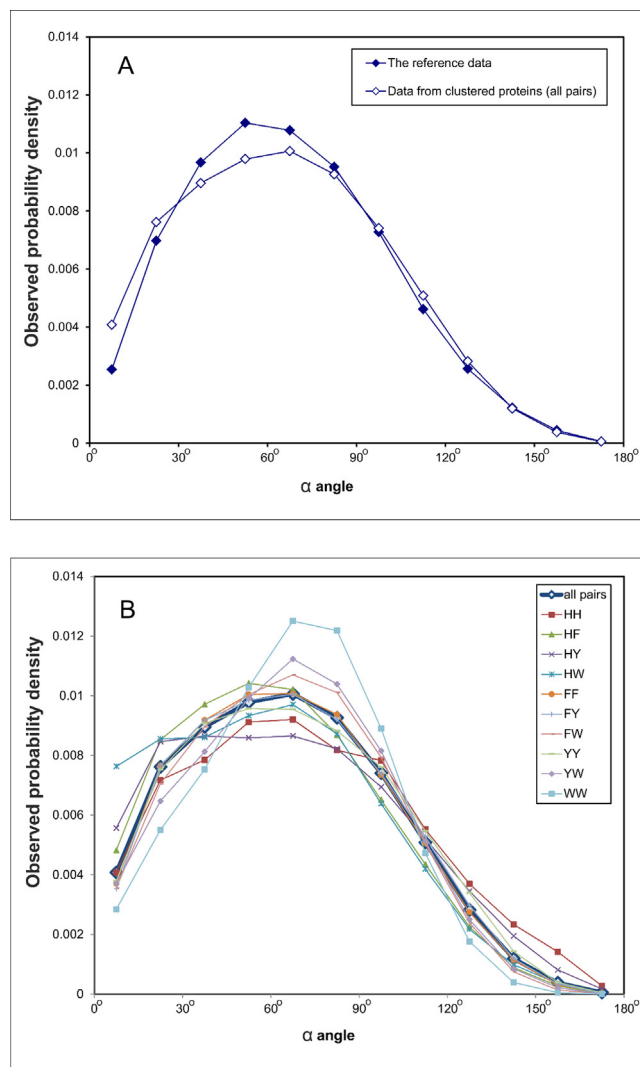 0.014
A
The reference data
Data from clustered proteins (all pairs)
0.012
0.01
0.008
0.006
0.004
0.002
0
Observed probability density
0° 30° 60° 90° 120° 150° 180°
α angle
0.014
B
all pairs
HH
HF
HY
HW
FF
FY
FW
YY
YW
WW
0.012
0.01
0.008
0.006
0.004
0.002
0
Observed probability density
0° 30° 60° 90° 120° 150° 180°
α angle